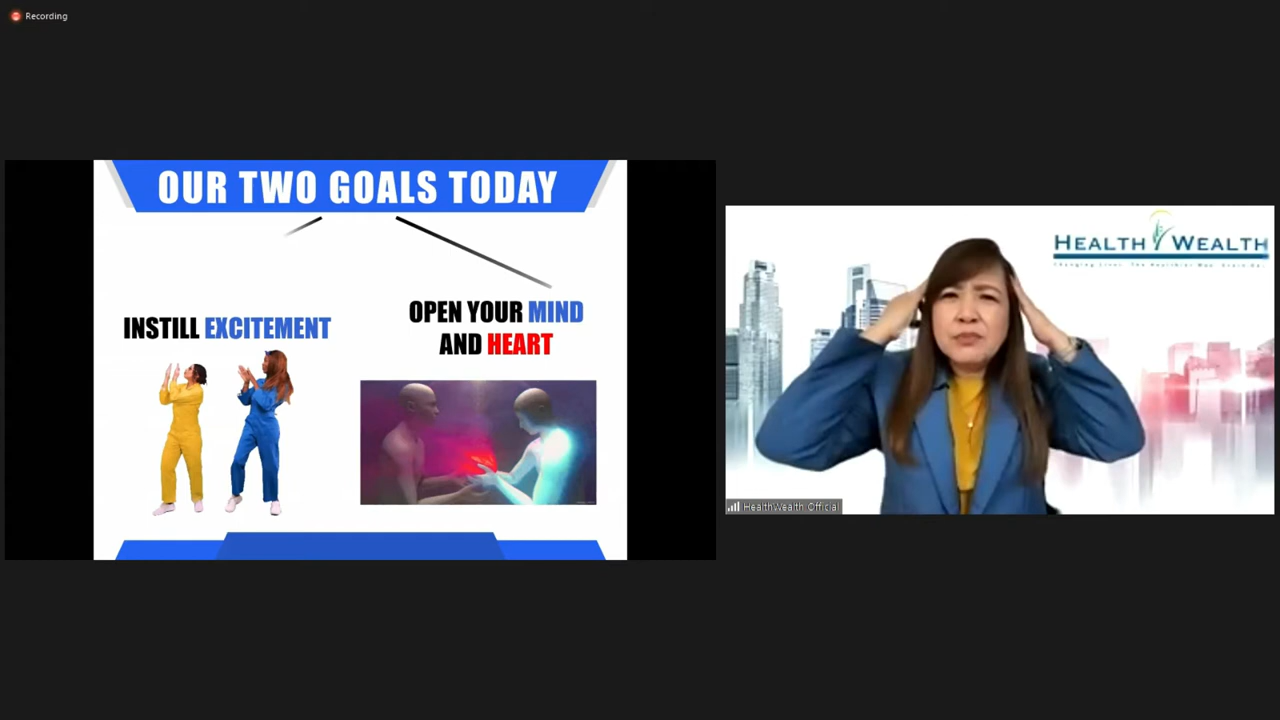 Recording
OUR TWO GOALS TODAY
INSTILL EXCITEMENT
OPEN YOUR MIND
AND HEART
HEALTH WEALTH
HealthWealth Official